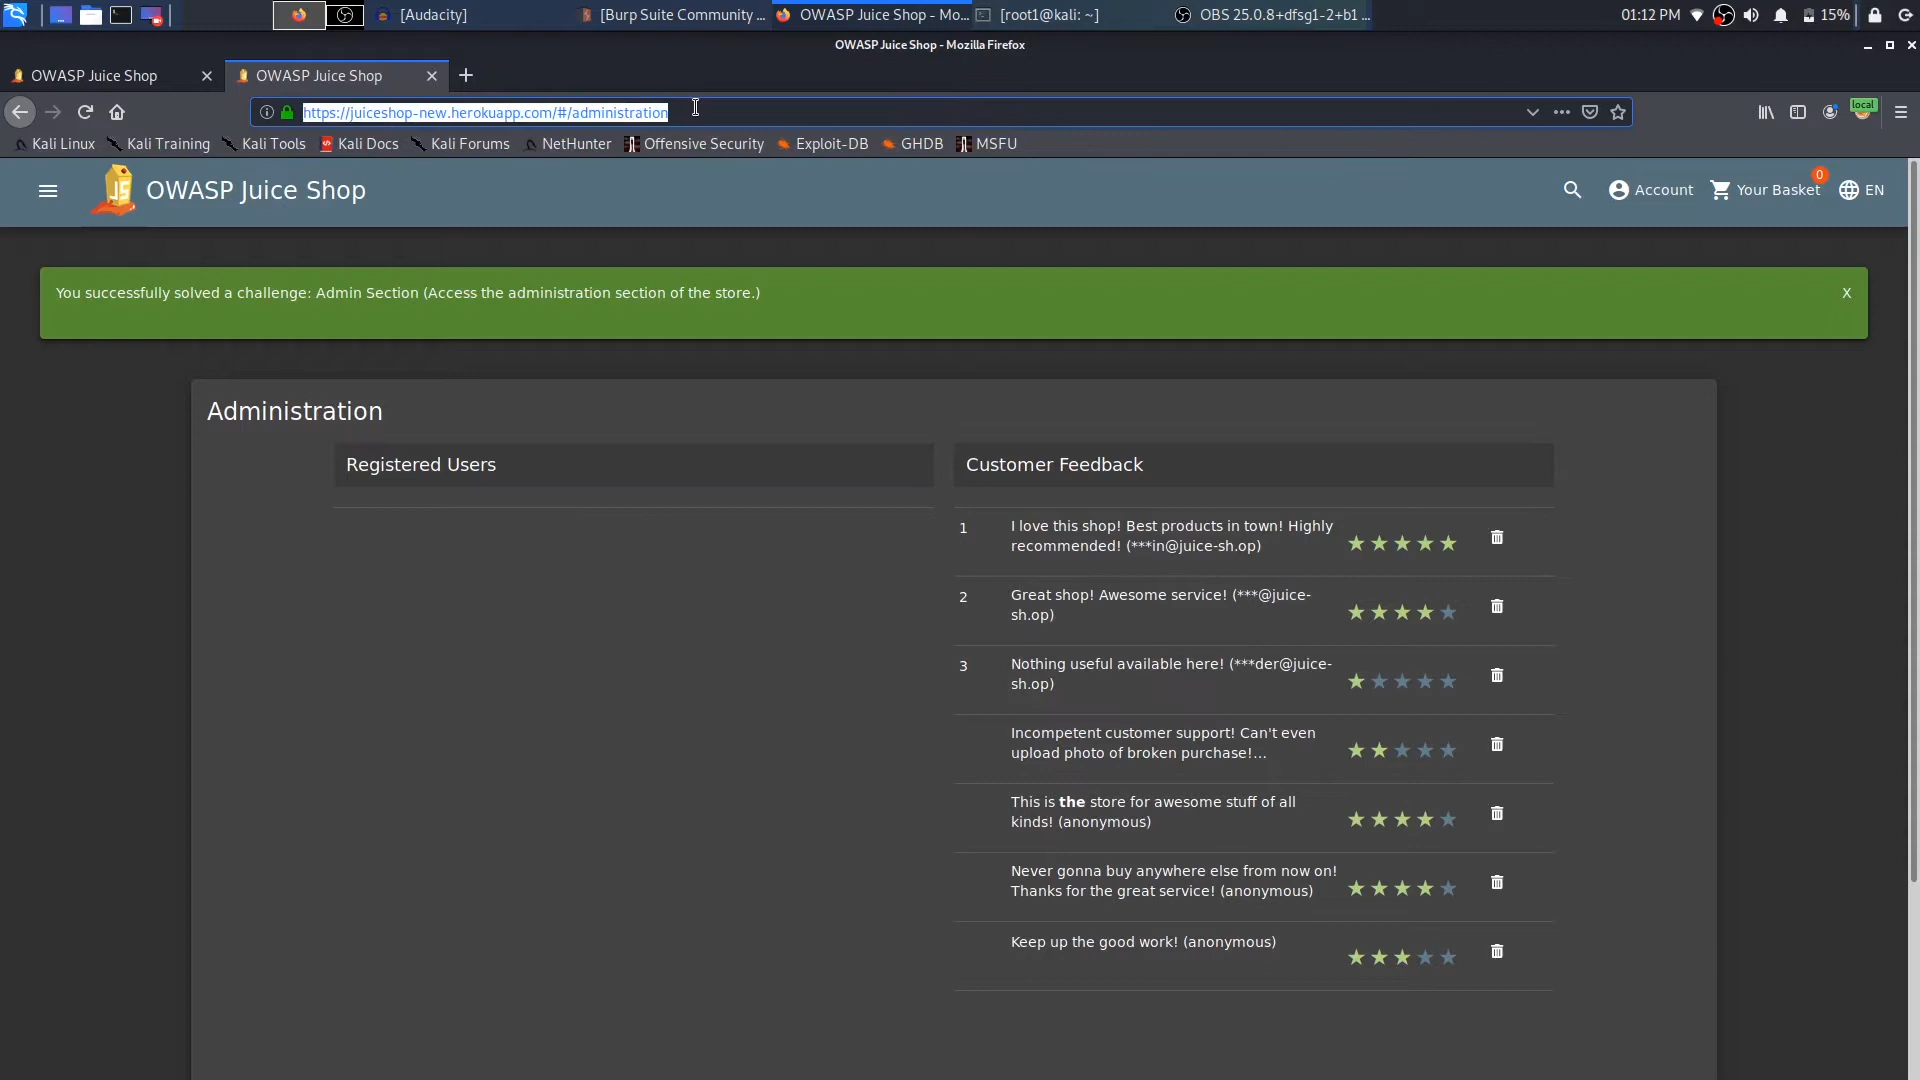 [Audacity]
[Burp Suite Community ...
OWASP Juice Shop - Mo...
[root1@kali: ~]
OBS 25.0.8+dfsg1-2+b1 ...
01:12 PM
15%
OWASP Juice Shop - Mozilla Firefox
OWASP Juice Shop
OWASP Juice Shop
https://juiceshop-new.herokuapp.com/#/administration
local
Kali Linux
Kali Training
Kali Tools
Kali Docs
Kali Forums
NetHunter
Offensive Security
Exploit-DB
GHDB
MSFU
JS
OWASP Juice Shop
Account
Your Basket
0
EN
You successfully solved a challenge: Admin Section (Access the administration section of the store.)
X
Administration
Registered Users
Customer Feedback
1
I love this shop! Best products in town! Highly
recommended! (***in@juice-sh.op)
2
Great shop! Awesome service! (***@juice-
sh.op)
3
Nothing useful available here! (***der@juice-
sh.op)
Incompetent customer support! Can't even
upload photo of broken purchase!...
This is the store for awesome stuff of all
kinds! (anonymous)
Never gonna buy anywhere else from now on!
Thanks for the great service! (anonymous)
Keep up the good work! (anonymous)